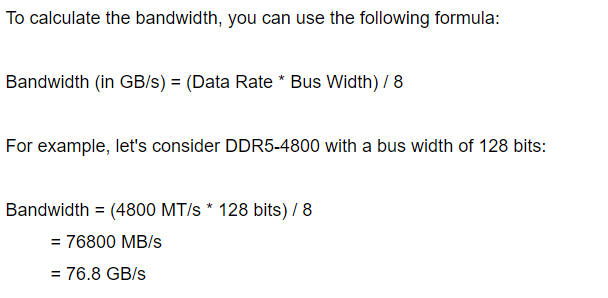 To calculate the bandwidth, you can use the following formula:
Bandwidth (in GB/s) = (Data Rate * Bus Width) / 8
For example, let's consider DDR5-4800 with a bus width of 128 bits:
Bandwidth = (4800 MT/s * 128 bits) / 8
= 76800 MB/s
= 76.8 GB/s